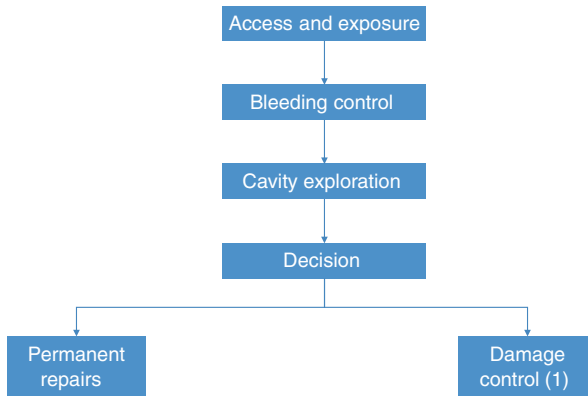 Access and exposure
Bleeding control
Cavity exploration
Decision
Permanent
repairs
Damage
control (1)